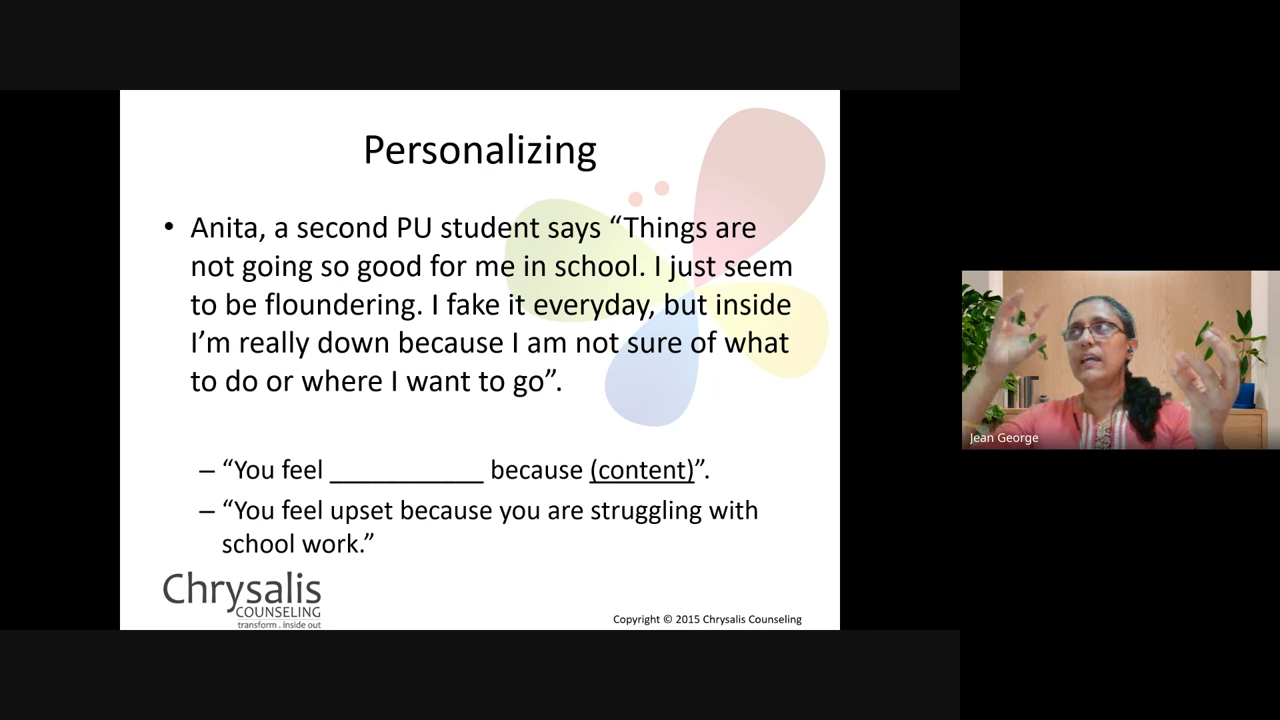 Personalizing
• Anita, a second PU student says “Things are
not going so good for me in school. I just seem
to be floundering. I fake it everyday, but inside
I’m really down because I am not sure of what
to do or where I want to go”.
– “You feel ____________ because (content)”.
– “You feel upset because you are struggling with
school work.”
Chrysalis
COUNSELING
transform . inside out
Copyright © 2015 Chrysalis Counseling
Jean George